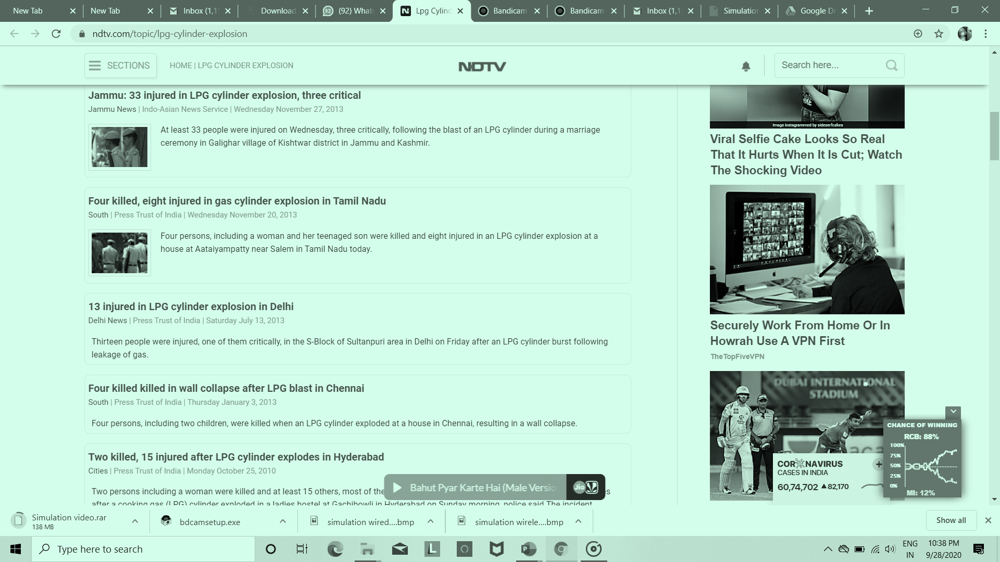 New Tab
New Tab
Inbox (1,1
Download
(92) Whats
Lpg Cylind
Bandicam
Bandicam
Inbox (1,1
Simulation
Google Dr
ndtv.com/topic/lpg-cylinder-explosion
SECTIONS
HOME | LPG CYLINDER EXPLOSION
NDTV
Search here...
Jammu: 33 injured in LPG cylinder explosion, three critical
Jammu News | Indo-Asian News Service | Wednesday November 27, 2013
At least 33 people were injured on Wednesday, three critically, following the blast of an LPG cylinder during a marriage
ceremony in Galighar village of Kishtwar district in Jammu and Kashmir.
Four killed, eight injured in gas cylinder explosion in Tamil Nadu
South | Press Trust of India | Wednesday November 20, 2013
Four persons, including a woman and her teenaged son were killed and eight injured in an LPG cylinder explosion at a
house at Aataiyampatty near Salem in Tamil Nadu today.
13 injured in LPG cylinder explosion in Delhi
Delhi News | Press Trust of India | Saturday July 13, 2013
Thirteen people were injured, one of them critically, in the S-Block of Sultanpuri area in Delhi on Friday after an LPG cylinder burst following
leakage of gas.
Four killed killed in wall collapse after LPG blast in Chennai
South | Press Trust of India | Thursday January 3, 2013
Four persons, including two children, were killed when an LPG cylinder exploded at a house in Chennai, resulting in a wall collapse.
Two killed, 15 injured after LPG cylinder explodes in Hyderabad
Cities | Press Trust of India | Monday October 25, 2010
Two persons including a woman were killed and at least 15 others, most of the
after a cooking gas (LPG) cylinder exploded in a ladies hostel at Gachibowli in Hyderabad on Sunday morning, police said.The incident
Bahut Pyar Karte Hai (Male Versio
Jio
Image instagrammed by sideserfcakes
Viral Selfie Cake Looks So Real
That It Hurts When It Is Cut; Watch
The Shocking Video
Securely Work From Home Or In
Howrah Use A VPN First
TheTopFiveVPN
DUBAI INTERNATIONAL
STADIUM
CORONAVIRUS
CASES IN INDIA
60,74,702 ▲82,170
CHANCE OF WINNING
RCB: 88%
100%
75%
50%
25%
0%
MI: 12%
Simulation video.rar
138 MB
bdcamsetup.exe
simulation wired....bmp
simulation wirele....bmp
Show all
Type here to search
ENG
IN
10:38 PM
9/28/2020